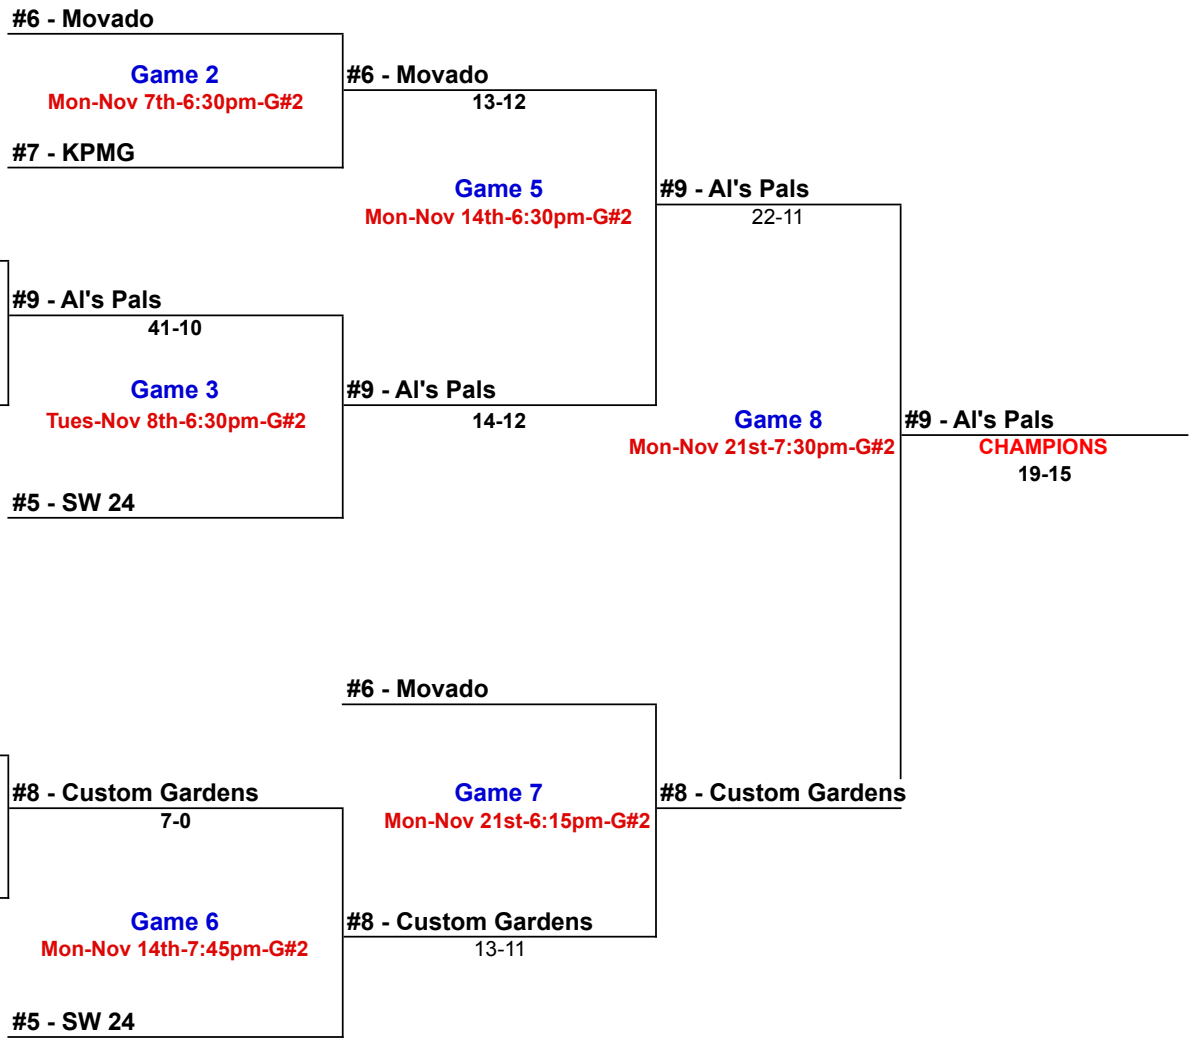 #6 - Movado
Game 2
Mon-Nov 7th-6:30pm-G#2
#7 - KPMG
#6 - Movado
13-12
Game 5
Mon-Nov 14th-6:30pm-G#2
#9 - Al's Pals
22-11
#9 - Al's Pals
41-10
Game 3
Tues-Nov 8th-6:30pm-G#2
#5 - SW 24
#9 - Al's Pals
14-12
Game 8
Mon-Nov 21st-7:30pm-G#2
#9 - Al's Pals
CHAMPIONS
19-15
#6 - Movado
Game 7
Mon-Nov 21st-6:15pm-G#2
#8 - Custom Gardens
#8 - Custom Gardens
7-0
Game 6
Mon-Nov 14th-7:45pm-G#2
#8 - Custom Gardens
13-11
#5 - SW 24